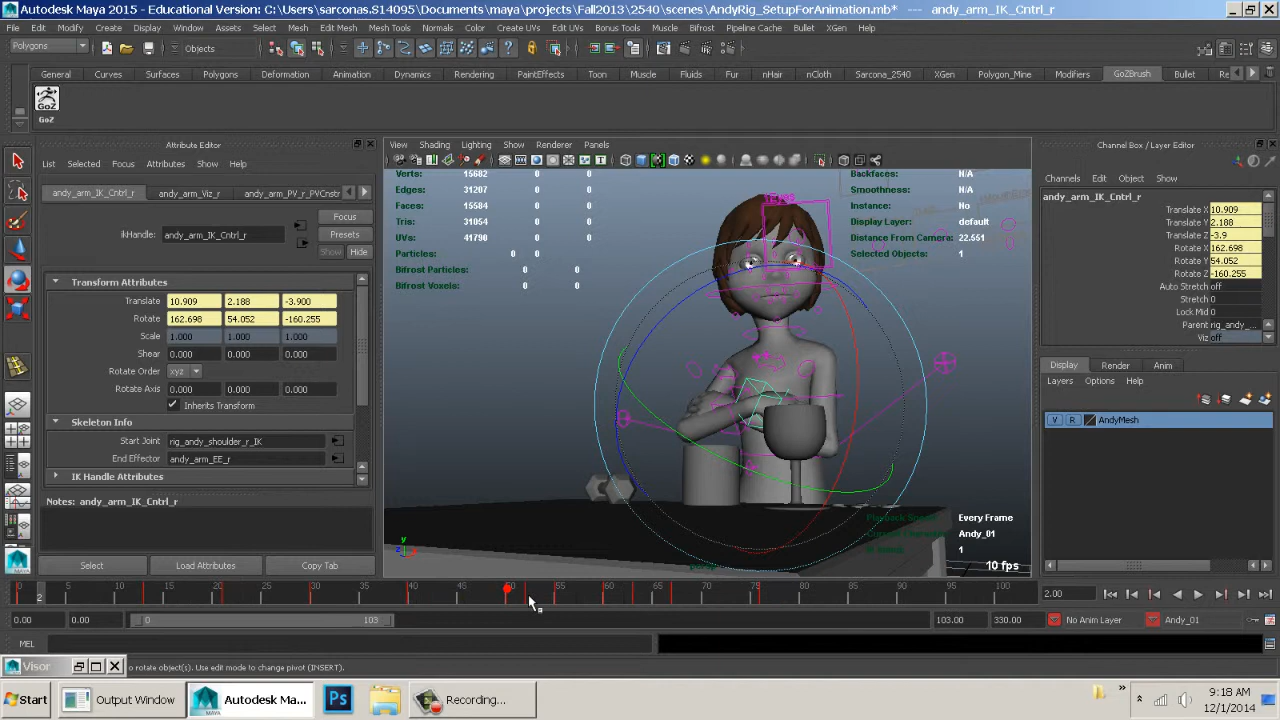 Autodesk Maya 2015 - Educational Version: C:\Users\sarconas.S14095\Documents\maya\projects\Fall2013\2540\scenes\AndyRig_SetupForAnimation.mb* --- andy_arm_IK_Cntrl_r
File Edit Modify Create Display Window Assets Select Mesh Edit Mesh Mesh Tools Normals Color Create UVs Edit UVs Bonus Tools Muscle Bifrost Pipeline Cache Bullet XGen Help
Polygons Objects
General Curves Surfaces Polygons Deformation Animation Dynamics Rendering PaintEffects Toon Muscle Fluids Fur nHair nCloth Sarcona_2540 XGen Polygon_Mine Modifiers GoZBrush Bullet Re
GoZ
GoZ
Attribute Editor
List Selected Focus Attributes Show Help
andy_arm_IK_Cntrl_r andy_arm_Viz_r andy_arm_PV_r_PVCnstr
ikHandle: andy_arm_IK_Cntrl_r
Focus
Presets
Show Hide
Transform Attributes
Translate 10.909 2.188 -3.900
Rotate 162.698 54.052 -160.255
Scale 1.000 1.000 1.000
Shear 0.000 0.000 0.000
Rotate Order xyz
Rotate Axis 0.000 0.000 0.000
Inherits Transform
Skeleton Info
Start Joint rig_andy_shoulder_r_IK
End Effector andy_arm_EE_r
IK Handle Attributes
Notes: andy_arm_IK_Cntrl_r
Select Load Attributes Copy Tab
View Shading Lighting Show Renderer Panels
Verts: 15682 0 0
Edges: 31207 0 0
Faces: 15584 0 0
Tris: 31054 0 0
UVs: 41790 0 0
Particles: 0 0
Bifrost Particles: 0 0
Bifrost Voxels: 0 0
Backfaces: N/A
Smoothness: N/A
Instance: No
Display Layer: default
Distance From Camera: 22.551
Selected Objects: 1
Every Frame
Andy_01
1
10 fps
y
z
Channel Box / Layer Editor
Channels Edit Object Show
andy_arm_IK_Cntrl_r
Translate X 10.909
Translate Y 2.188
Translate Z -3.9
Rotate X 162.698
Rotate Y 54.052
Rotate Z -160.255
Auto Stretch off
Stretch 0
Lock Mid 0
Parent rig_andy_...
Viz off
Display Render Anim
Layers Options Help
V R AndyMesh
0 2 5 10 15 20 25 30 35 40 45 50 55 60 65 70 75 80 85 90 95 100
2.00
0.00 0.00 0 103 103.00 330.00 No Anim Layer Andy_01
MEL
Visor
o rotate object(s). Use edit mode to change pivot (INSERT).
Start Output Window Autodesk Ma... Ps Recording...
9:18 AM
12/1/2014